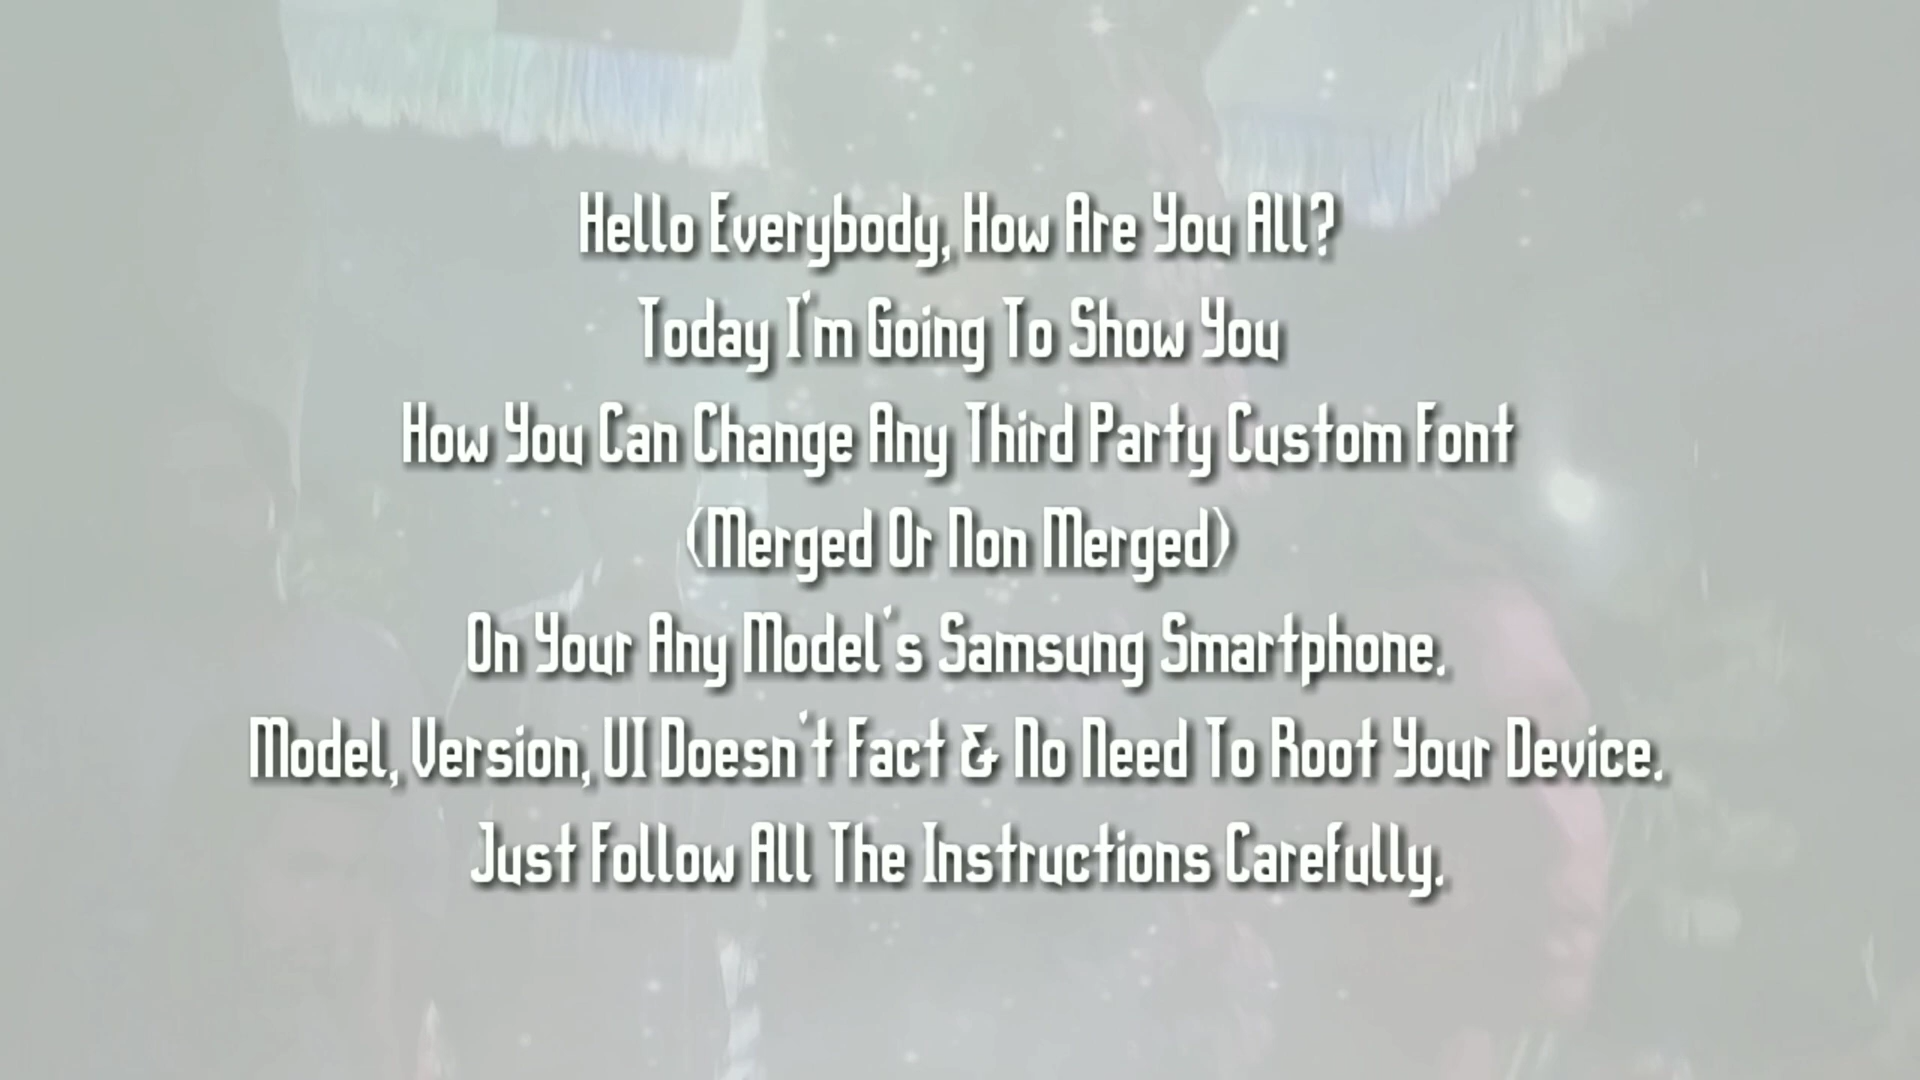 Hello Everybody, How Are You All?
Today I'm Going To Show You
How You Can Change Any Third Party Custom Font
(Merged Or Non Merged)
On Your Any Model's Samsung Smartphone.
Model, Version, UI Doesn't Fact & No Need To Root Your Device.
Just Follow All The Instructions Carefully.